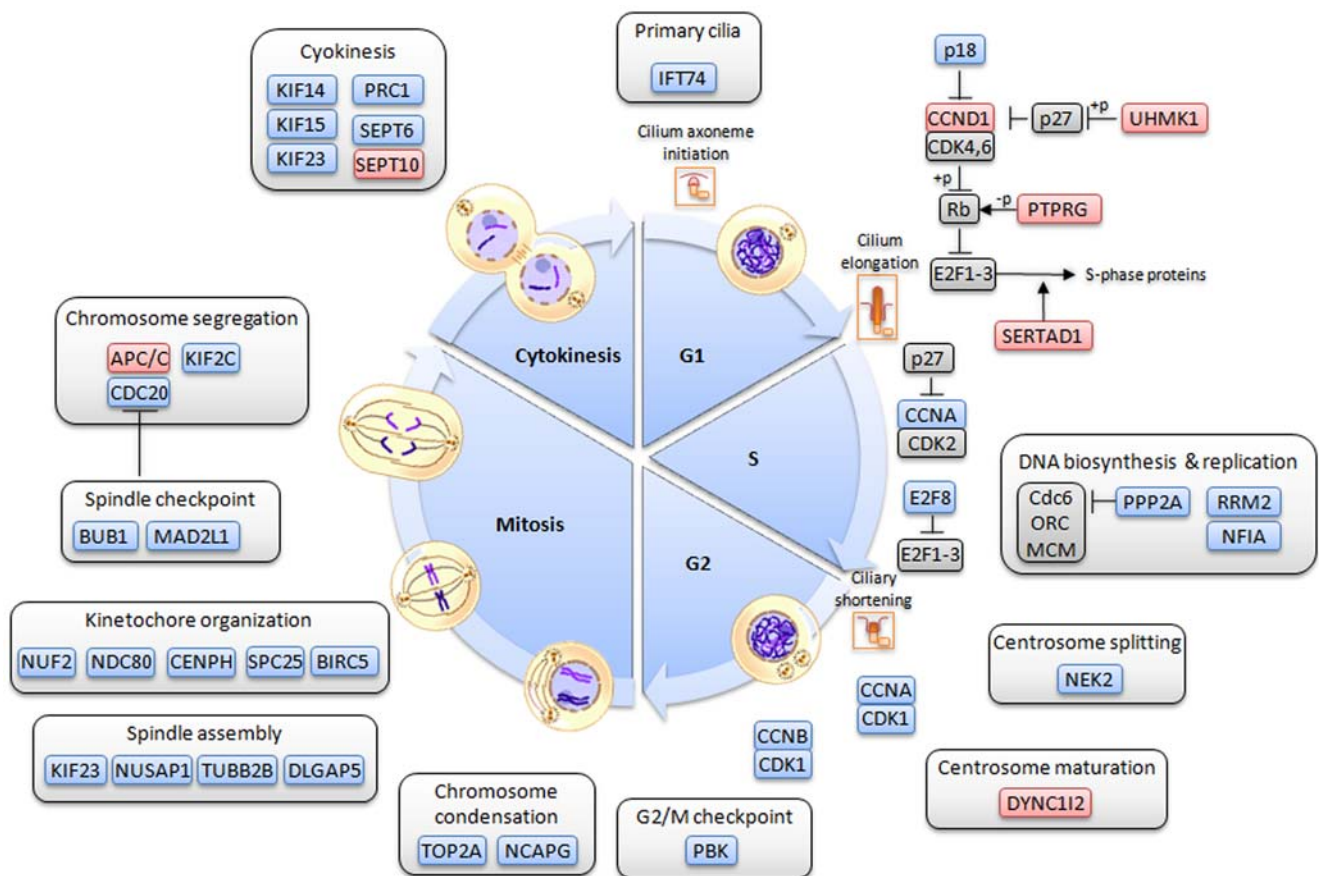 Cyokinesis
KIF14
PRC1
KIF15
SEPT6
KIF23
SEPT10
Primary cilia
IFT74
Cilium axoneme
initiation
p18
CCND1
p27
+p
UHMK1
CDK4,6
+p
Rb
-p
PTPRG
E2F1-3
S-phase proteins
SERTAD1
Cilium
elongation
Chromosome segregation
APC/C
KIF2C
CDC20
Spindle checkpoint
BUB1
MAD2L1
Cytokinesis
G1
S
G2
Mitosis
p27
CCNA
CDK2
E2F8
E2F1-3
DNA biosynthesis & replication
Cdc6
ORC
MCM
PPP2A
RRM2
NFIA
Ciliary
shortening
Kinetochore organization
NUF2
NDC80
CENPH
SPC25
BIRC5
Centrosome splitting
NEK2
CCNA
CDK1
CCNB
CDK1
Spindle assembly
KIF23
NUSAP1
TUBB2B
DLGAP5
Centrosome maturation
DYNC1I2
Chromosome
condensation
TOP2A
NCAPG
G2/M checkpoint
PBK